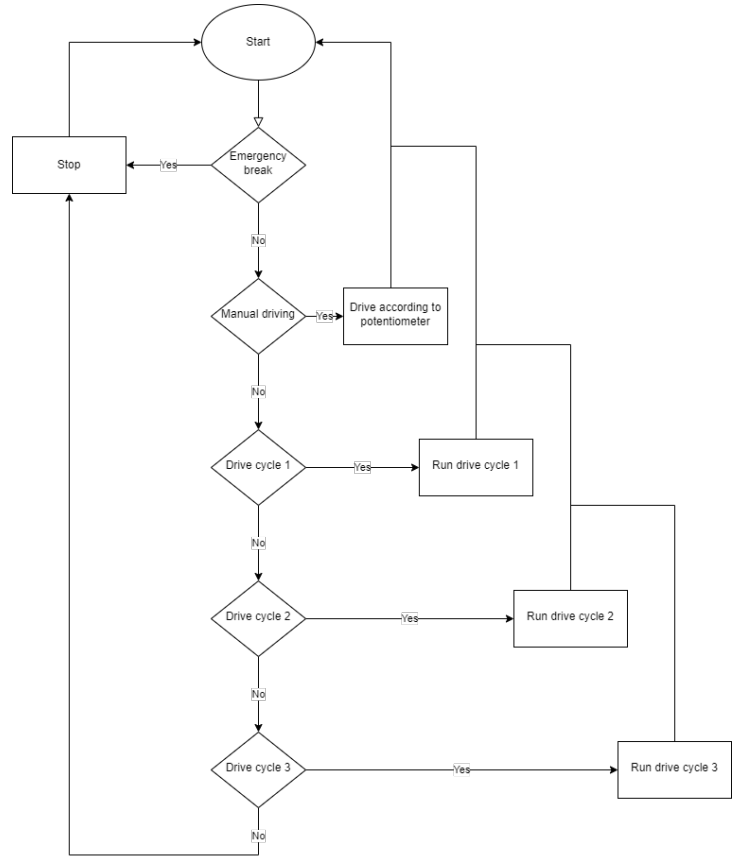 Start
Emergency
break
Yes
Stop
No
Manual driving
Yes
Drive according to
potentiometer
No
Drive cycle 1
Yes
Run drive cycle 1
No
Drive cycle 2
Yes
Run drive cycle 2
No
Drive cycle 3
Yes
Run drive cycle 3
No